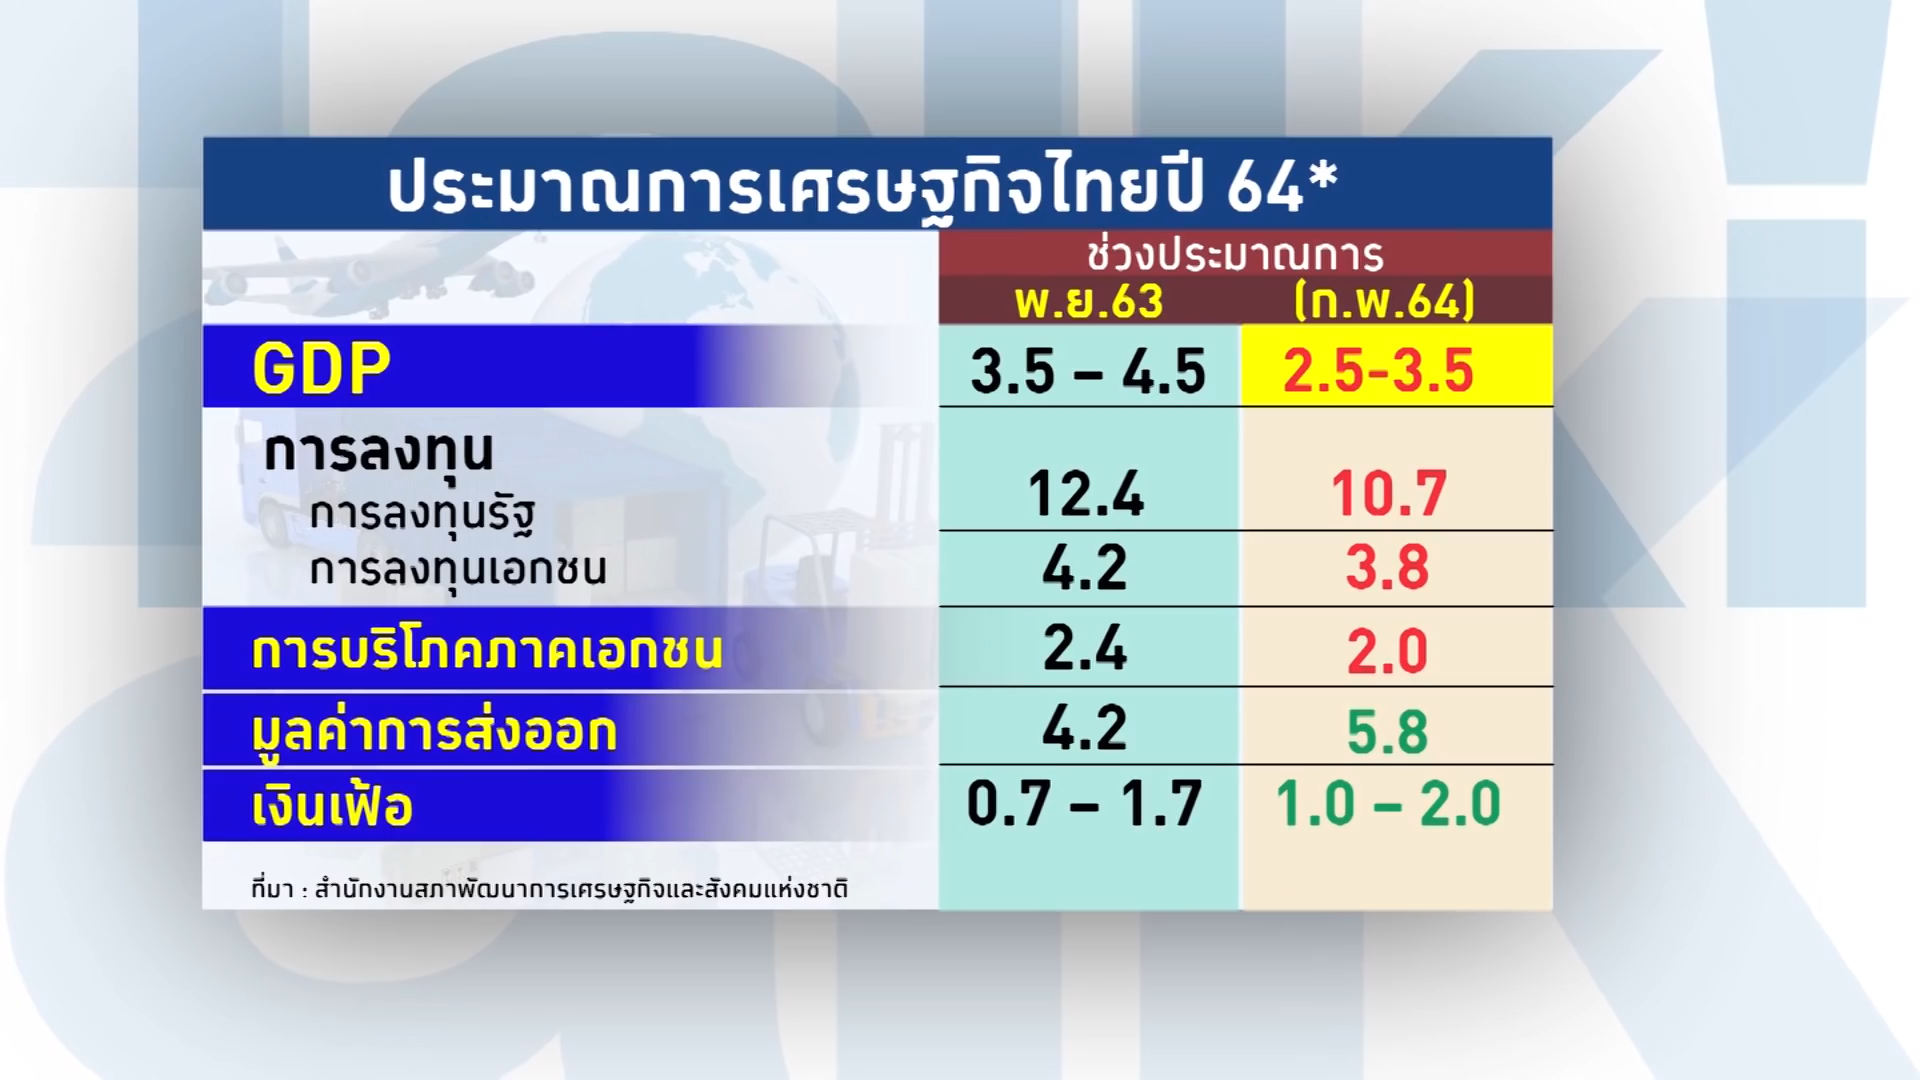 ประมาณการเศรษฐกิจไทยปี 64*
ช่วงประมาณการ
พ.ย.63 (ก.พ.64)
GDP 3.5 – 4.5 2.5-3.5
การลงทุน
การลงทุนรัฐ 12.4 10.7
การลงทุนเอกชน 4.2 3.8
การบริโภคภาคเอกชน 2.4 2.0
มูลค่าการส่งออก 4.2 5.8
เงินเฟ้อ 0.7 – 1.7 1.0 – 2.0
ที่มา : สำนักงานสภาพัฒนาการเศรษฐกิจและสังคมแห่งชาติ